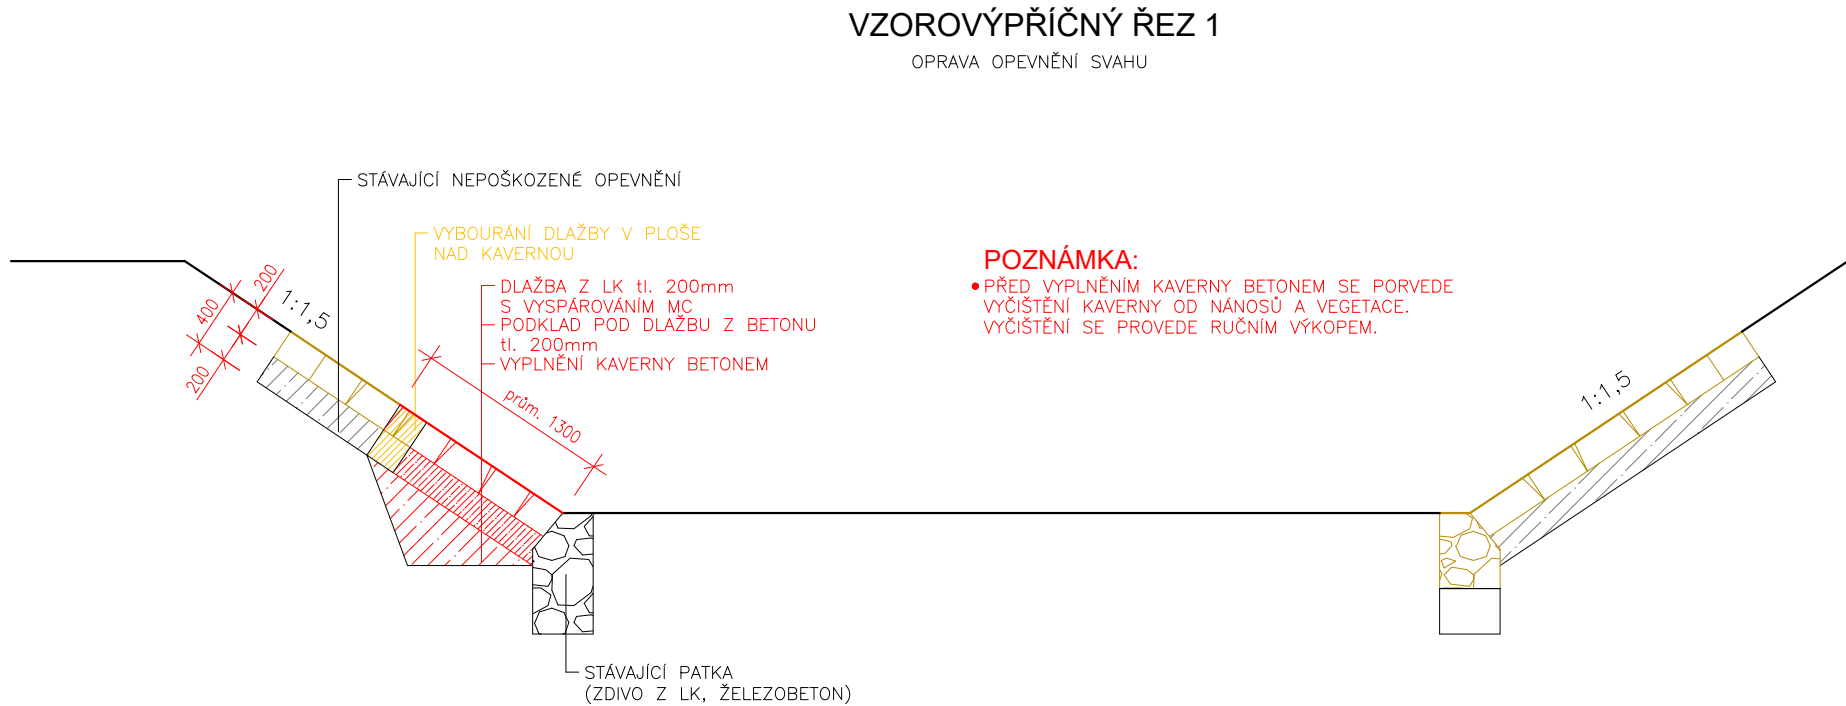 VZOROVÝPŘÍČNÝ ŘEZ 1
OPRAVA OPEVNĚNÍ SVAHU
STÁVAJÍCÍ NEPOŠKOZENÉ OPEVNĚNÍ
VYBOURÁNÍ DLAŽBY V PLOŠE
NAD KAVERNOU
DLAŽBA Z LK tl. 200mm
S VYSPÁROVÁNÍM MC
PODKLAD POD DLAŽBU Z BETONU
tl. 200mm
VYPLNĚNÍ KAVERNY BETONEM
POZNÁMKA:
• PŘED VYPLNĚNÍM KAVERNY BETONEM SE PORVEDE
VYČIŠTĚNÍ KAVERNY OD NÁNOSŮ A VEGETACE.
VYČIŠTĚNÍ SE PROVEDE RUČNÍM VÝKOPEM.
200
400
200
1:1,5
prům. 1300
1:1,5
STÁVAJÍCÍ PATKA
(ZDIVO Z LK, ŽELEZOBETON)